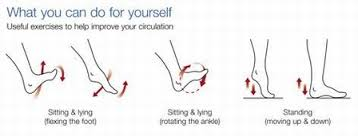 What you can do for yourself
Useful exercises to help improve your circulation
Sitting & lying
(flexing the foot)
Sitting & lying
(rotating the ankle)
Standing
(moving up & down)